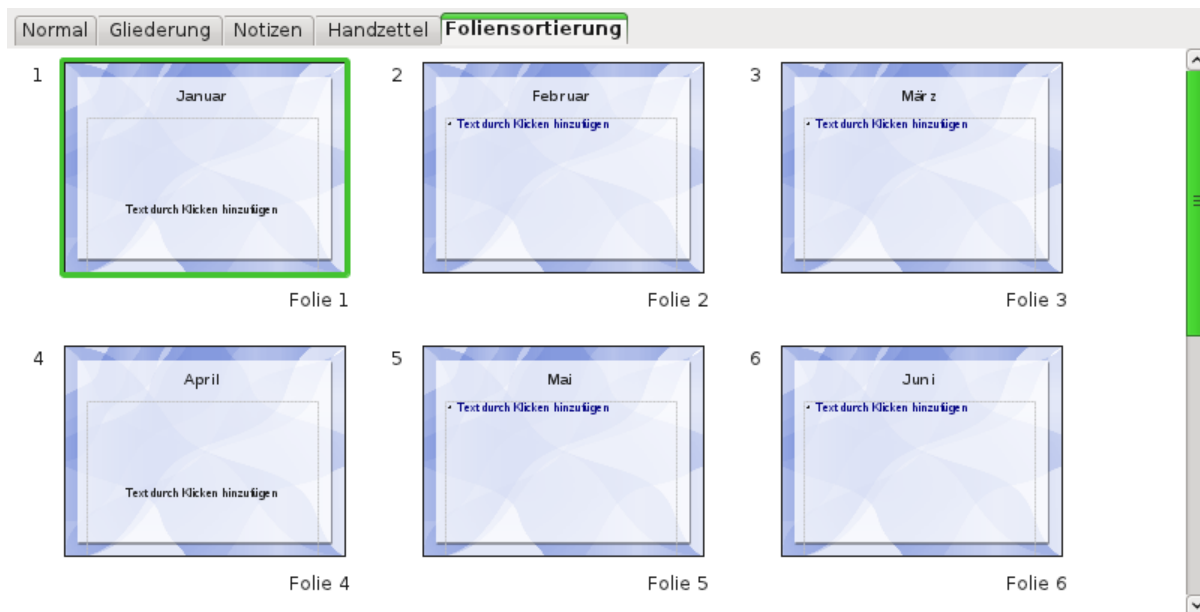 Normal Gliederung Notizen Handzettel Foliensortierung
1 2 3
Januar Februar März
Text durch Klicken hinzufügen Text durch Klicken hinzufügen
Text durch Klicken hinzufügen
Folie 1 Folie 2 Folie 3
4 5 6
April Mai Juni
Text durch Klicken hinzufügen Text durch Klicken hinzufügen
Text durch Klicken hinzufügen
Folie 4 Folie 5 Folie 6